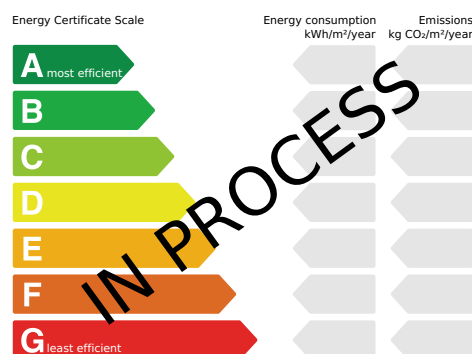 Energy Certificate Scale
Energy consumption
kWh/m²/year
Emissions
kg CO₂/m²/year
A most efficient
B
C
D
E
F
G least efficient
IN PROCESS